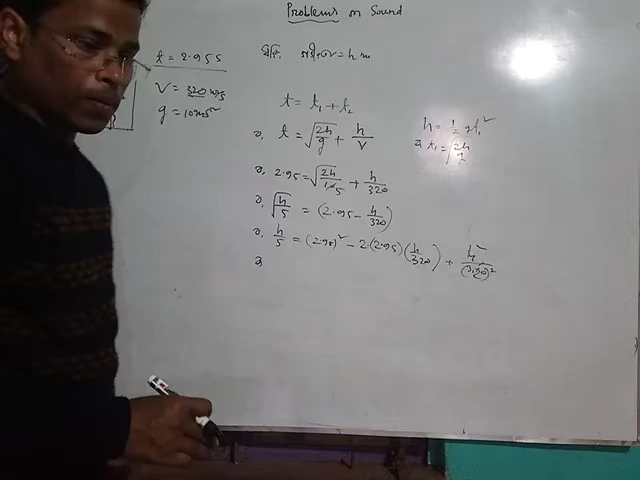 Problems on Sound
t = 2.95 s
V = 320 m/s
g = 10 m/s²
ধরি, গভীরতা = h m
t = t₁ + t₂
বা, t = √(2h/g) + h/V
h = 1/2 gt₁²
বা t₁ = √(2h/g)
বা, 2.95 = √(2h/10 5) + h/320
বা, √(h/5) = (2.95 - h/320)
বা, h/5 = (2.95)² - 2.(2.95)(h/320) + h²/(320)²
বা